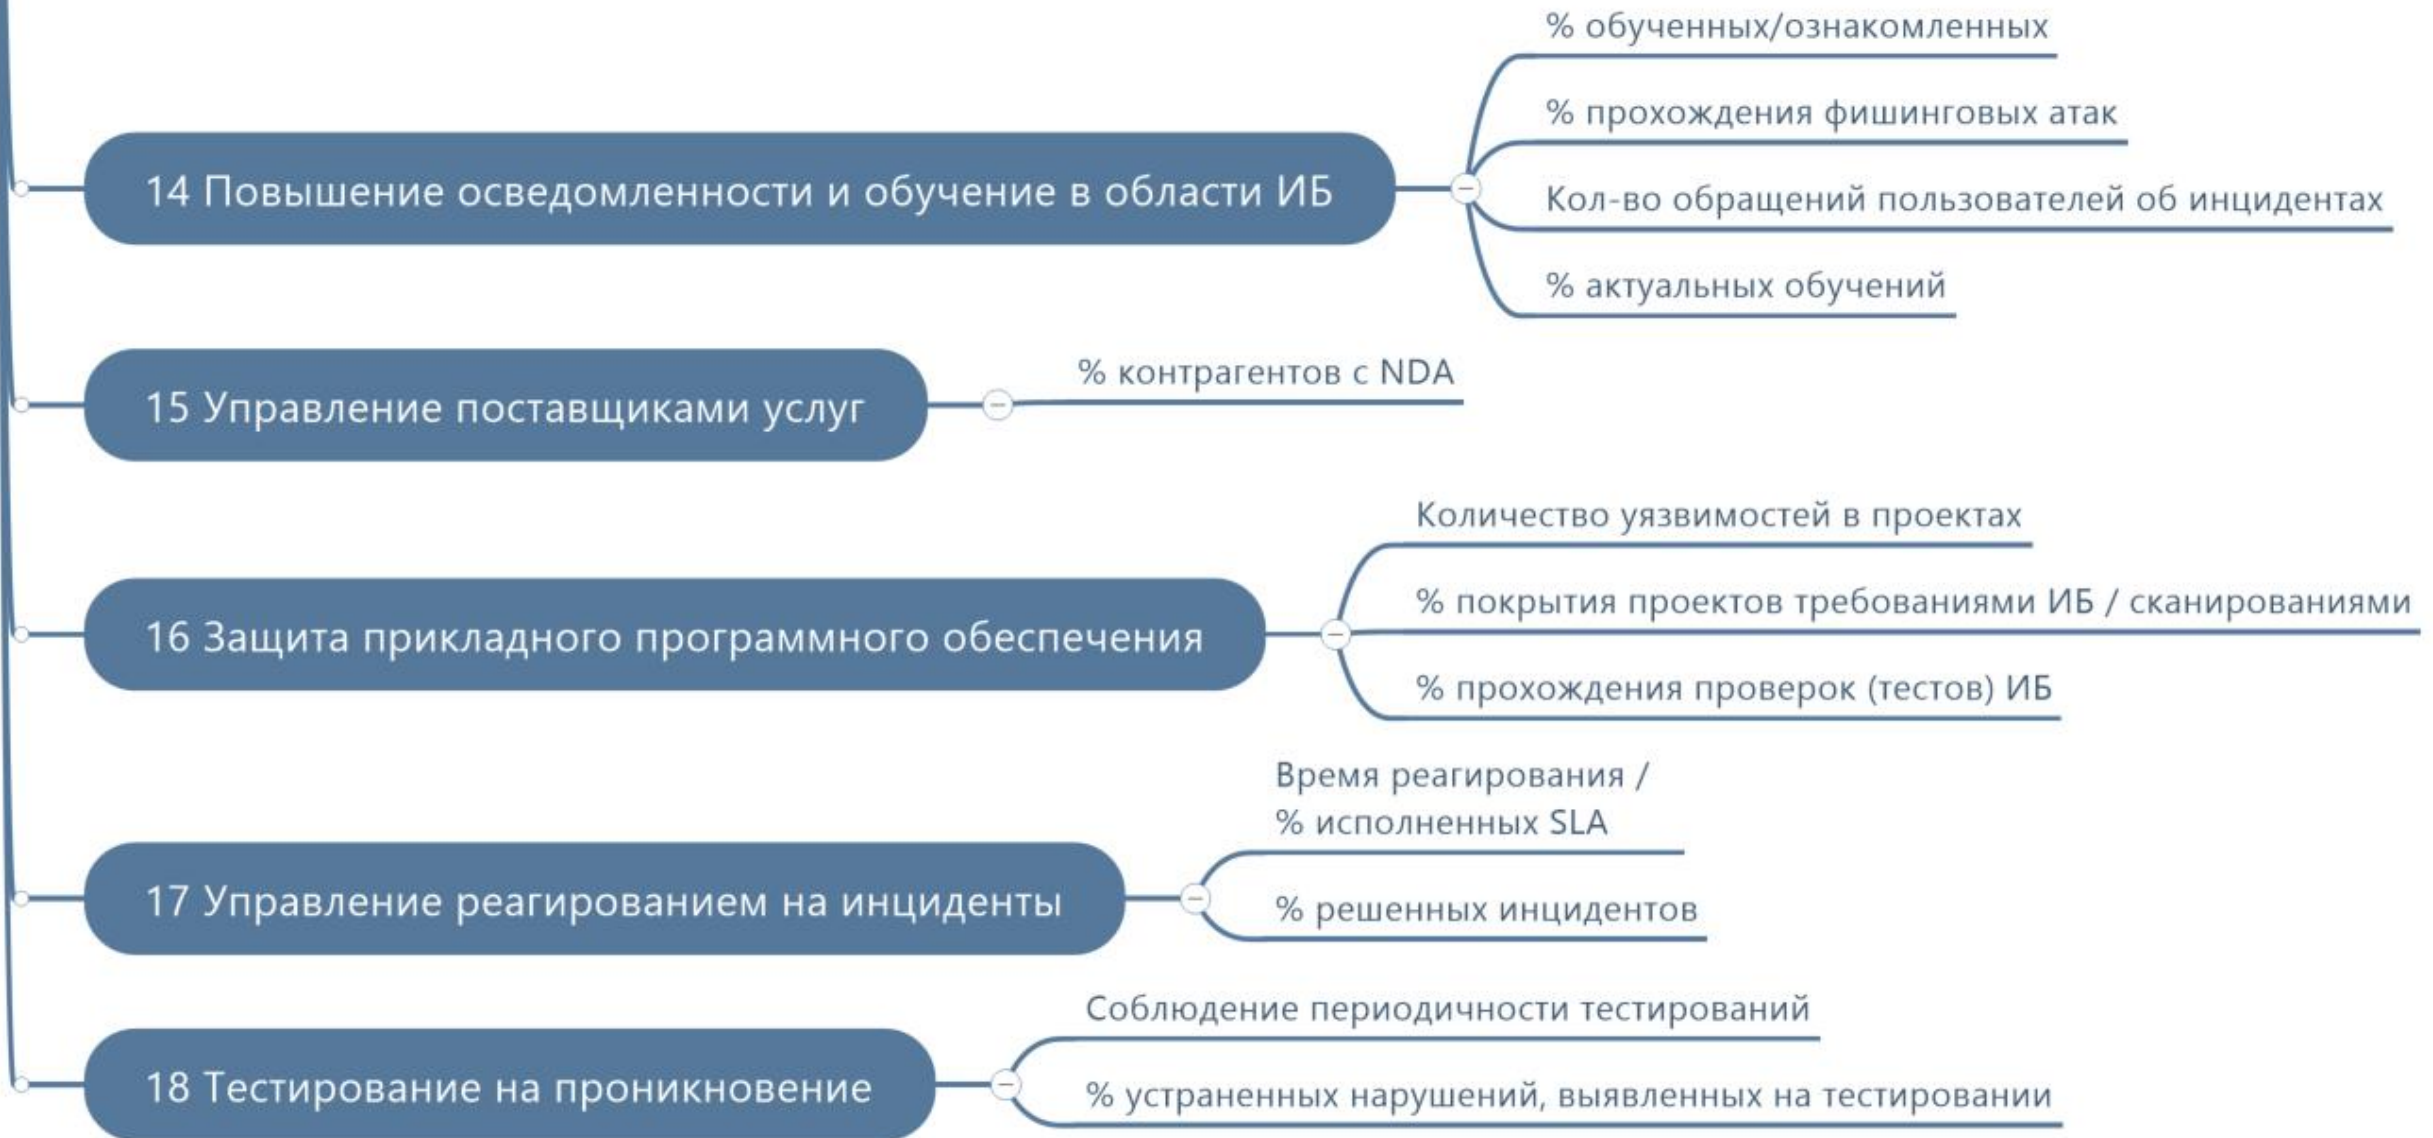 14 Повышение осведомленности и обучение в области ИБ
% обученных/ознакомленных
% прохождения фишинговых атак
Кол-во обращений пользователей об инцидентах
% актуальных обучений
15 Управление поставщиками услуг
% контрагентов с NDA
16 Защита прикладного программного обеспечения
Количество уязвимостей в проектах
% покрытия проектов требованиями ИБ / сканированиями
% прохождения проверок (тестов) ИБ
17 Управление реагированием на инциденты
Время реагирования /
% исполненных SLA
% решенных инцидентов
18 Тестирование на проникновение
Соблюдение периодичности тестирований
% устраненных нарушений, выявленных на тестировании